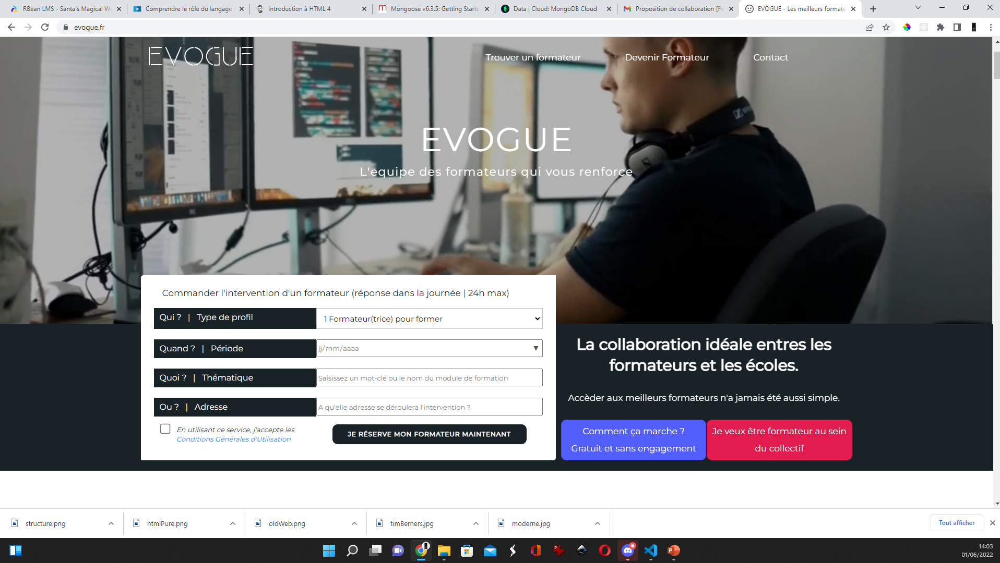 RBean LMS - Santa's Magical Wo
Comprendre le rôle du langage
Introduction à HTML 4
Mongoose v6.3.5: Getting Starte
Data | Cloud: MongoDB Cloud
Proposition de collaboration [Fo
EVOGUE - Les meilleurs formate
evogue.fr
EVOGUE
Trouver un formateur
Devenir Formateur
Contact
EVOGUE
L'equipe des formateurs qui vous renforce
Commander l'intervention d'un formateur (réponse dans la journée | 24h max)
Qui ? | Type de profil
1 Formateur(trice) pour former
Quand ? | Période
jj/mm/aaaa
Quoi ? | Thématique
Saisissez un mot-clé ou le nom du module de formation
Ou ? | Adresse
A qu'elle adresse se déroulera l'intervention ?
En utilisant ce service, j'accepte les
Conditions Générales d'Utilisation
JE RÉSERVE MON FORMATEUR MAINTENANT
La collaboration idéale entres les
formateurs et les écoles.
Accèder aux meilleurs formateurs n'a jamais été aussi simple.
Comment ça marche ?
Gratuit et sans engagement
Je veux être formateur au sein
du collectif
structure.png
htmlPure.png
oldWeb.png
timBerners.jpg
moderne.jpg
Tout afficher
14:03
01/06/2022